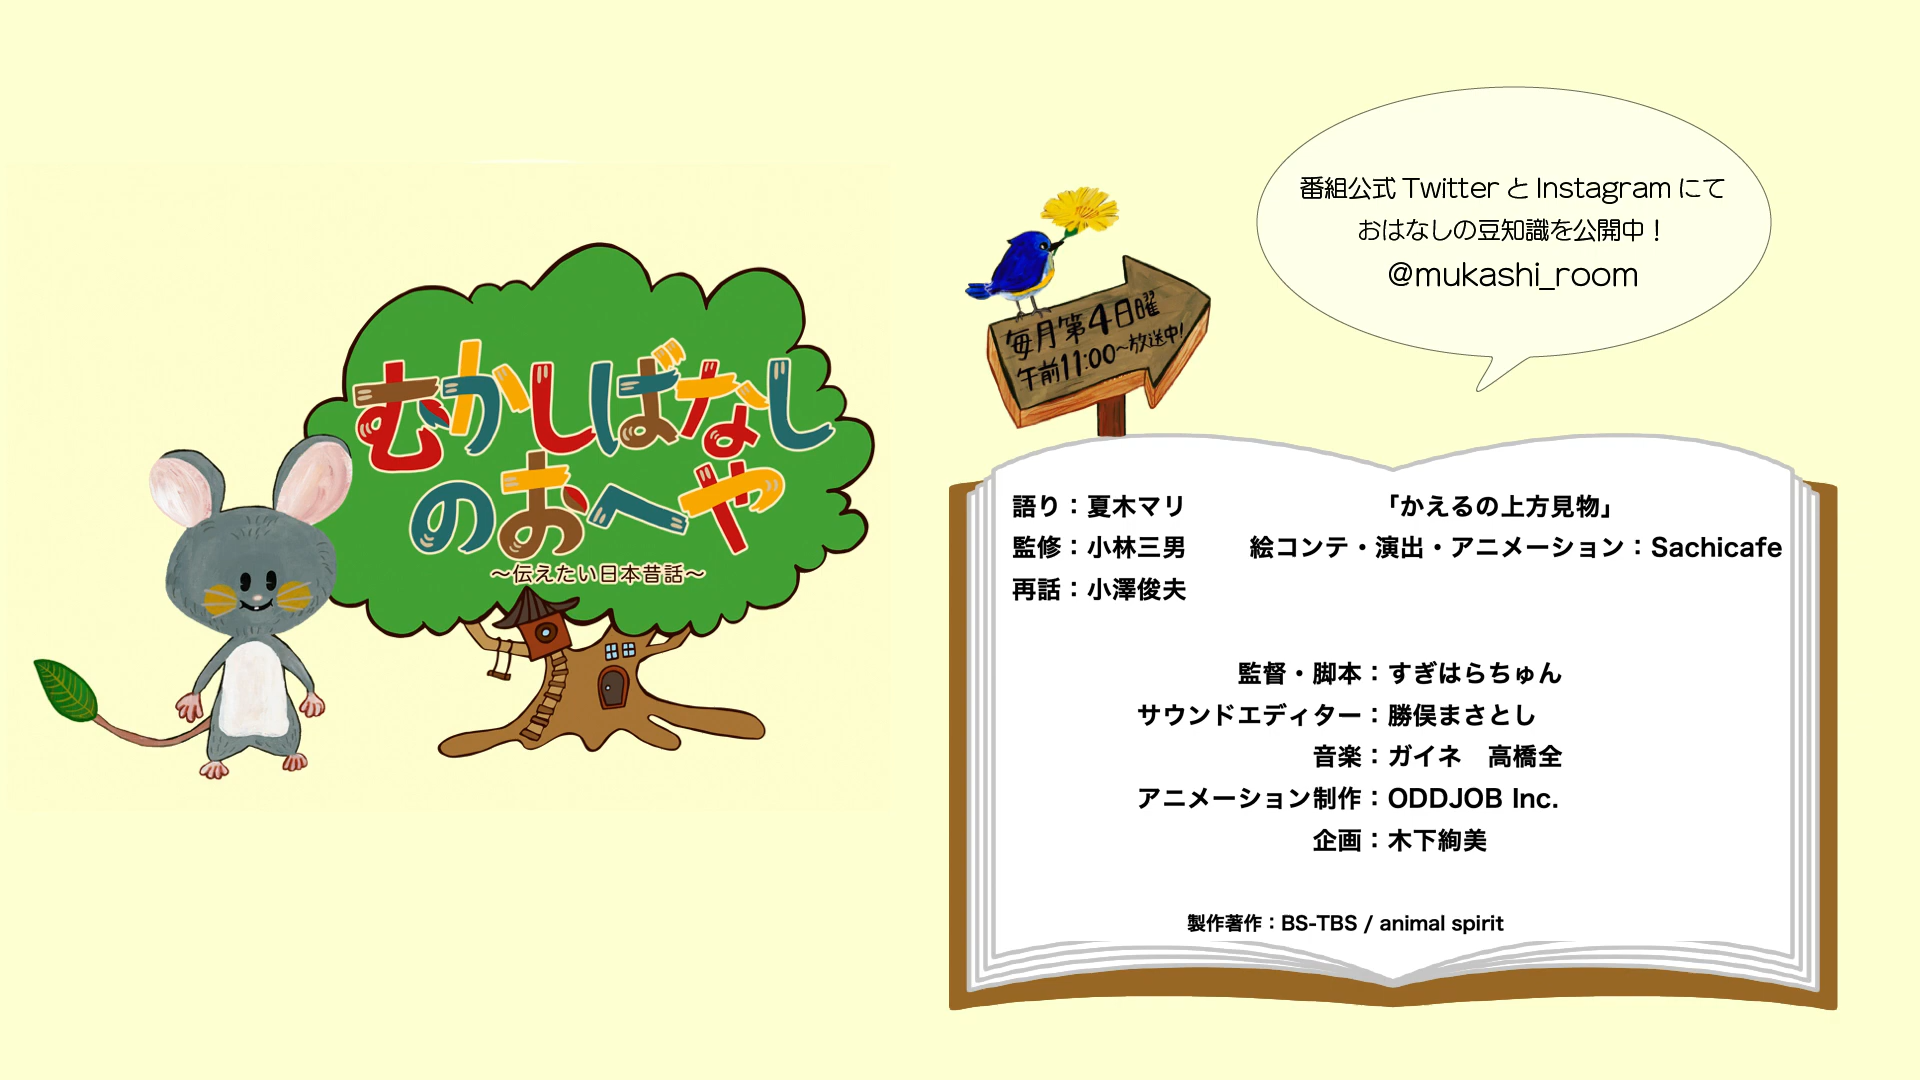 むかしばなし
のおへや
～伝えたい日本昔話～
毎月第4日曜
午前11:00～放送中!
番組公式 Twitter と Instagram にて
おはなしの豆知識を公開中！
@mukashi_room
語り：夏木マリ
監修：小林三男
再話：小澤俊夫
「かえるの上方見物」
絵コンテ・演出・アニメーション：Sachicafe
監督・脚本：すぎはらちゅん
サウンドエディター：勝俣まさとし
音楽：ガイネ　高橋全
アニメーション制作：ODDJOB Inc.
企画：木下絢美
製作著作：BS-TBS / animal spirit